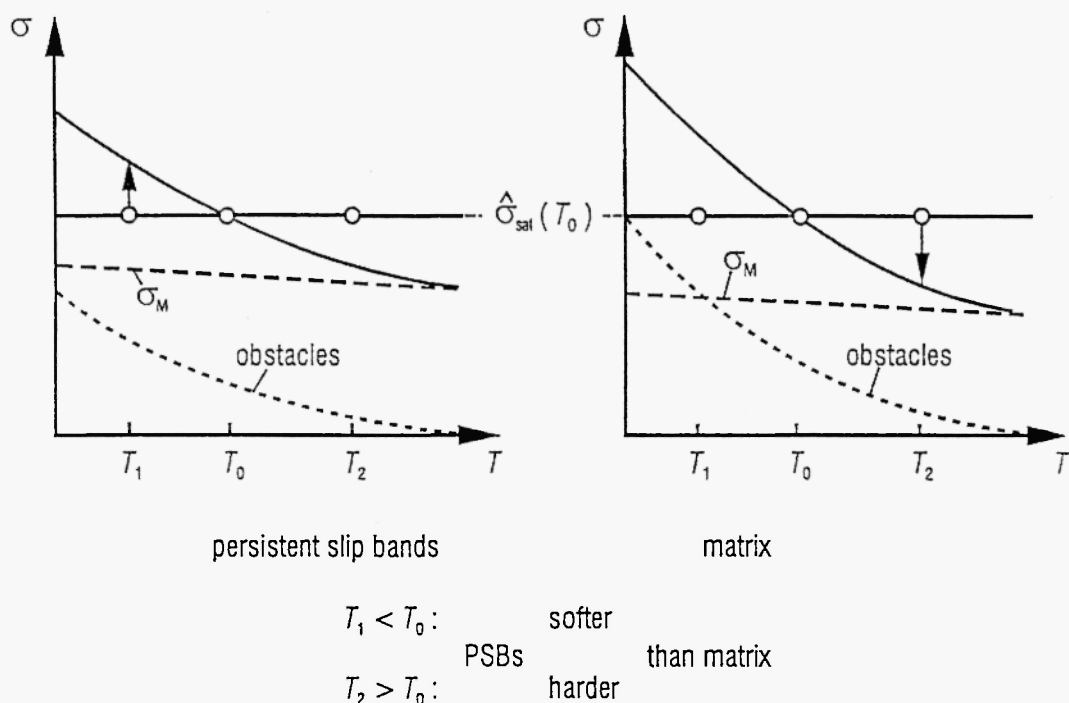 σ σ
- - σ̂sat(T₀) - -
σM σM
obstacles obstacles
T₁ T₀ T₂ T T₁ T₀ T₂ T
persistent slip bands matrix
T₁ < T₀: softer
PSBs than matrix
T₂ > T₀: harder